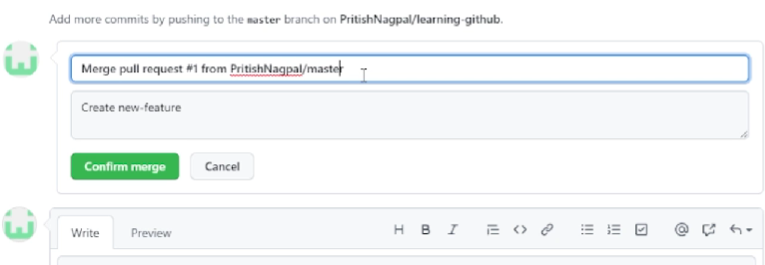 Add more commits by pushing to the master branch on PritishNagpal/learning-github.
Merge pull request #1 from PritishNagpal/master
Create new-feature
Confirm merge Cancel
Write Preview H B I